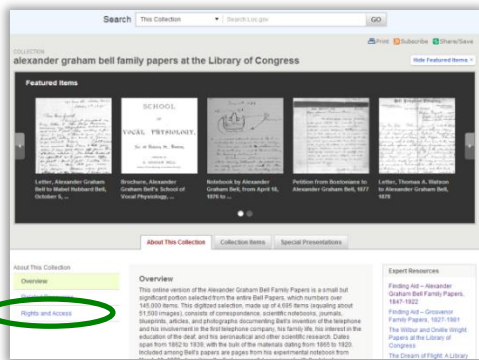 Search This Collection Search Loc.gov GO
Print Subscribe Share/Save
COLLECTION
alexander graham bell family papers at the Library of Congress
Hide Featured Items
Featured Items
SCHOOL
VOCAL PHYSIOLOGY,
Letter, Alexander Graham
Bell to Mabel Hubbard Bell,
October 5, ...
Brochure, Alexander
Graham Bell's School of
Vocal Physiology, ...
Notebook by Alexander
Graham Bell, from April 18,
1876 to ...
Petition from Bostonians to
Alexander Graham Bell, 1877
Letter, Thomas A. Watson
to Alexander Graham Bell,
1878
About This Collection Collection Items Special Presentations
About This Collection
Overview
Rights and Access
Overview
This online version of the Alexander Graham Bell Family Papers is a small but
significant portion selected from the entire Bell Papers, which numbers over
145,000 items. This digitized selection, made up of 4,695 items (equaling about
51,500 images), consists of correspondence, scientific notebooks, journals,
blueprints, articles, and photographs documenting Bell's invention of the telephone
and his involvement in the first telephone company, his family life, his interest in the
education of the deaf, and his aeronautical and other scientific research. Dates
span from 1862 to 1939, with the bulk of the materials dating from 1865 to 1920.
Included among Bell's papers are pages from his experimental notebook from
Expert Resources
Finding Aid – Alexander
Graham Bell Family Papers,
1847-1922
Finding Aid – Grosvenor
Family Papers, 1827-1981
The Wilbur and Orville Wright
Papers at the Library of
Congress
The Dream of Flight: A Library